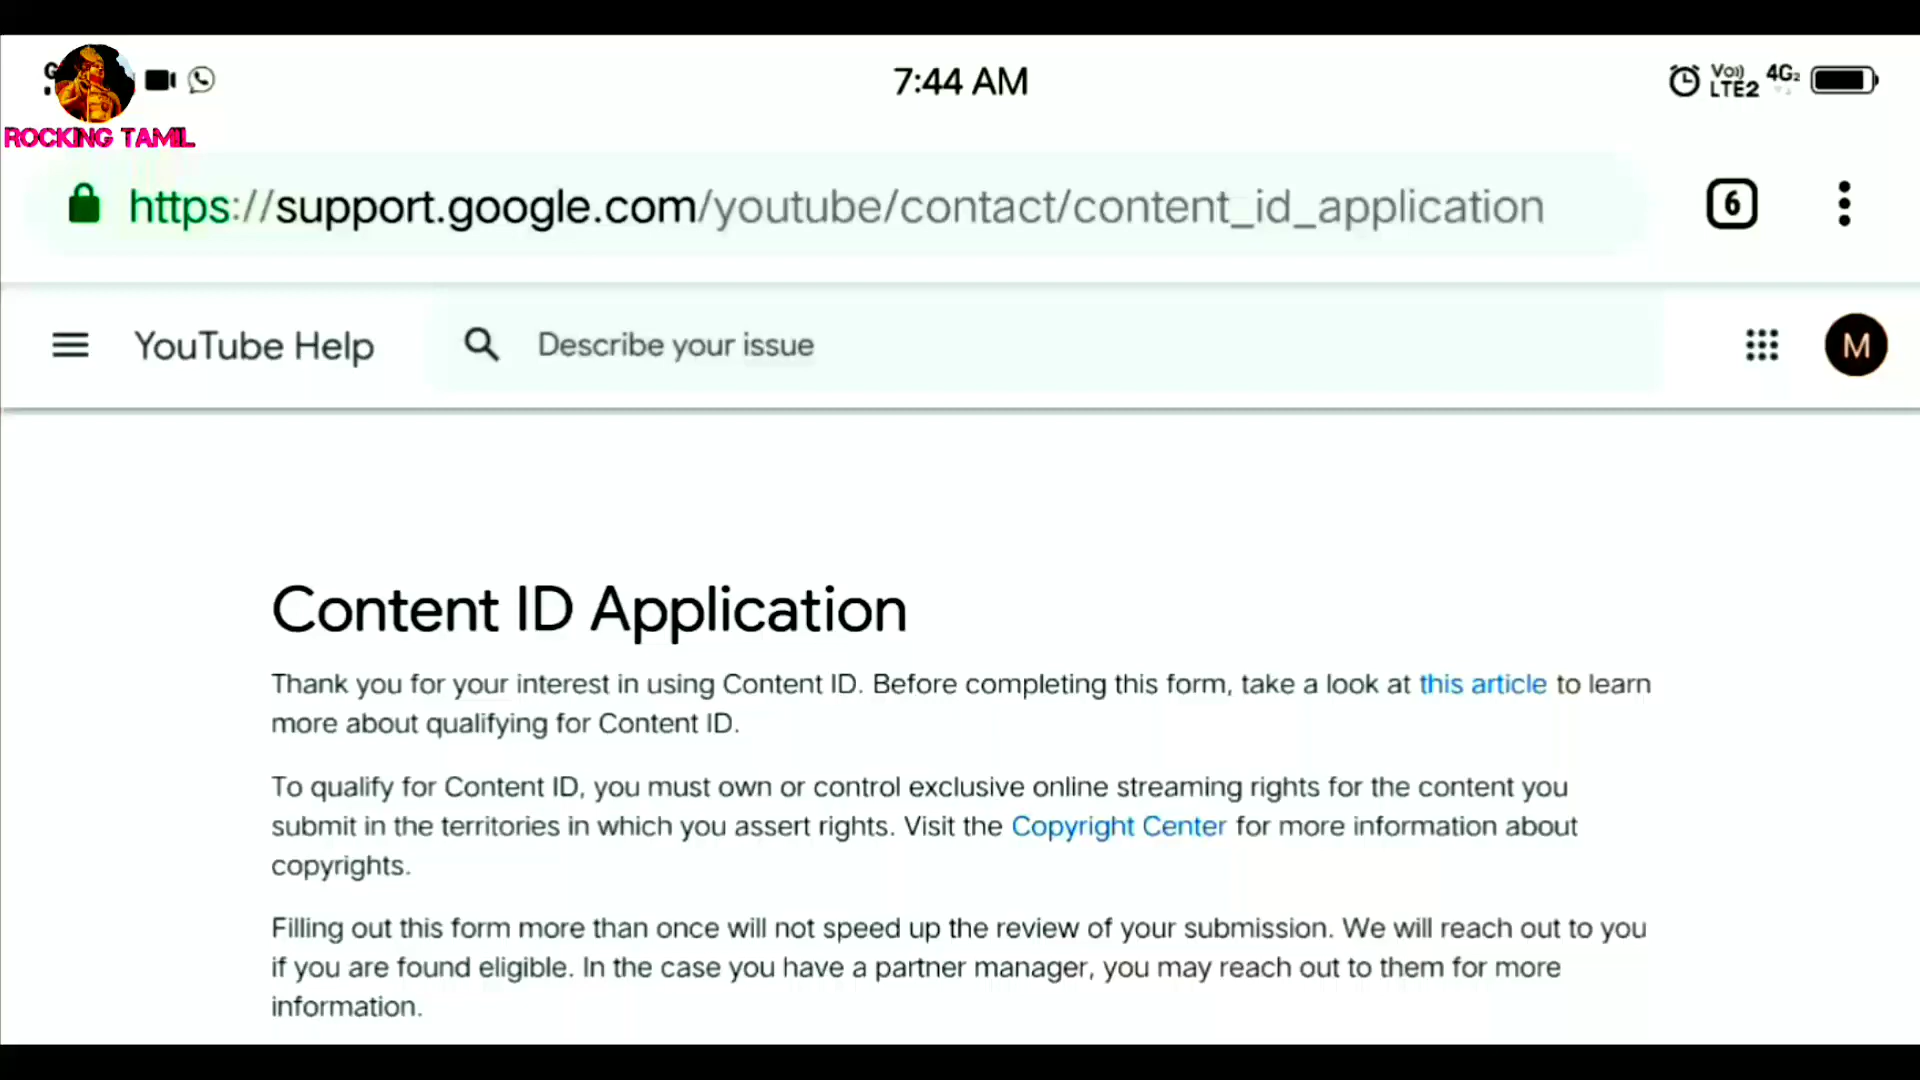 7:44 AM
Vo))
LTE2
4G2
ROCKING TAMIL
https://support.google.com/youtube/contact/content_id_application
6
YouTube Help
Describe your issue
M
Content ID Application
Thank you for your interest in using Content ID. Before completing this form, take a look at this article to learn
more about qualifying for Content ID.
To qualify for Content ID, you must own or control exclusive online streaming rights for the content you
submit in the territories in which you assert rights. Visit the Copyright Center for more information about
copyrights.
Filling out this form more than once will not speed up the review of your submission. We will reach out to you
if you are found eligible. In the case you have a partner manager, you may reach out to them for more
information.